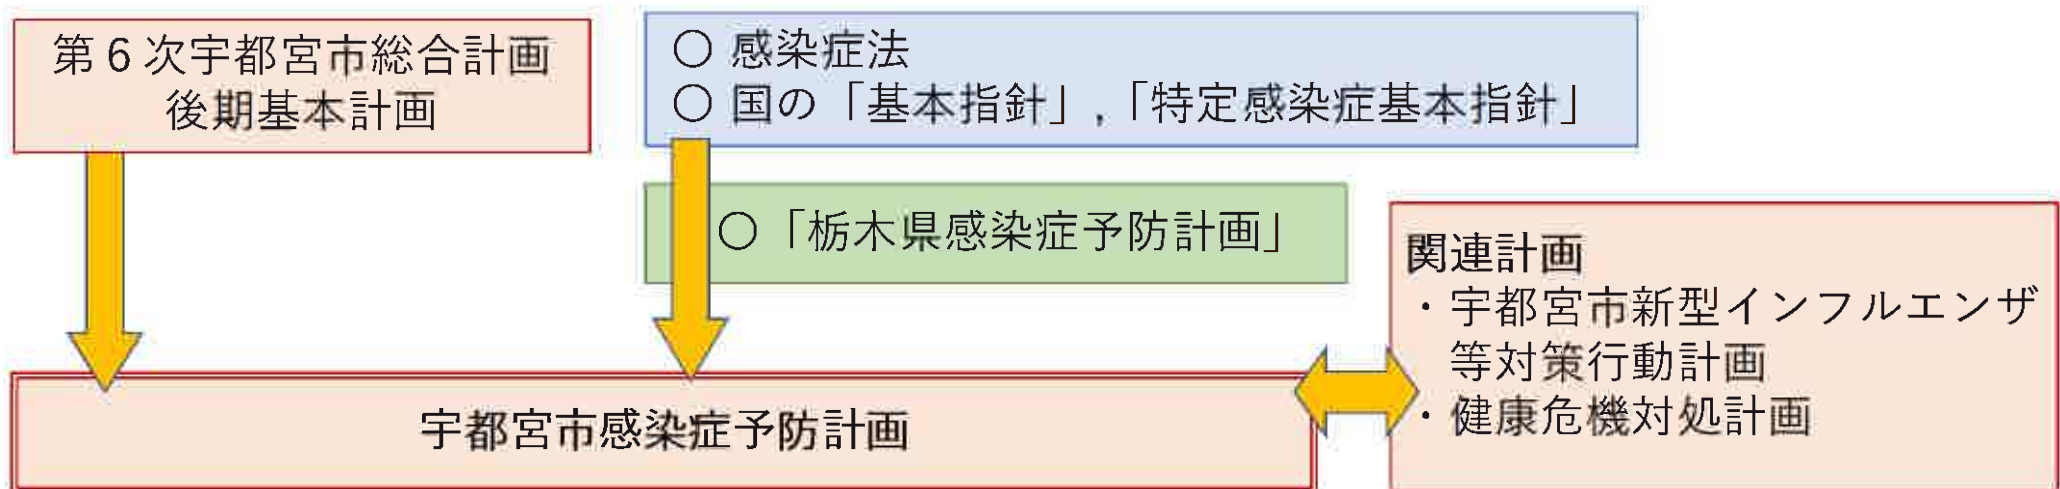 第6次宇都宮市総合計画
後期基本計画
○ 感染症法
○ 国の「基本指針」,「特定感染症基本指針」
○「栃木県感染症予防計画」
関連計画
・宇都宮市新型インフルエンザ
等対策行動計画
・健康危機対処計画
宇都宮市感染症予防計画